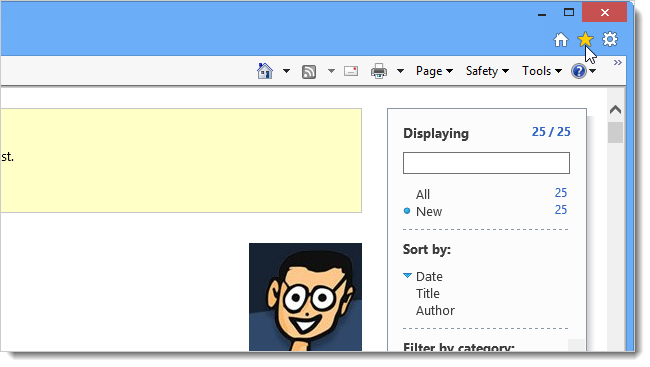 Page Safety Tools
st.
Displaying 25 / 25
All 25
New 25
Sort by:
Date
Title
Author
Filter by category: